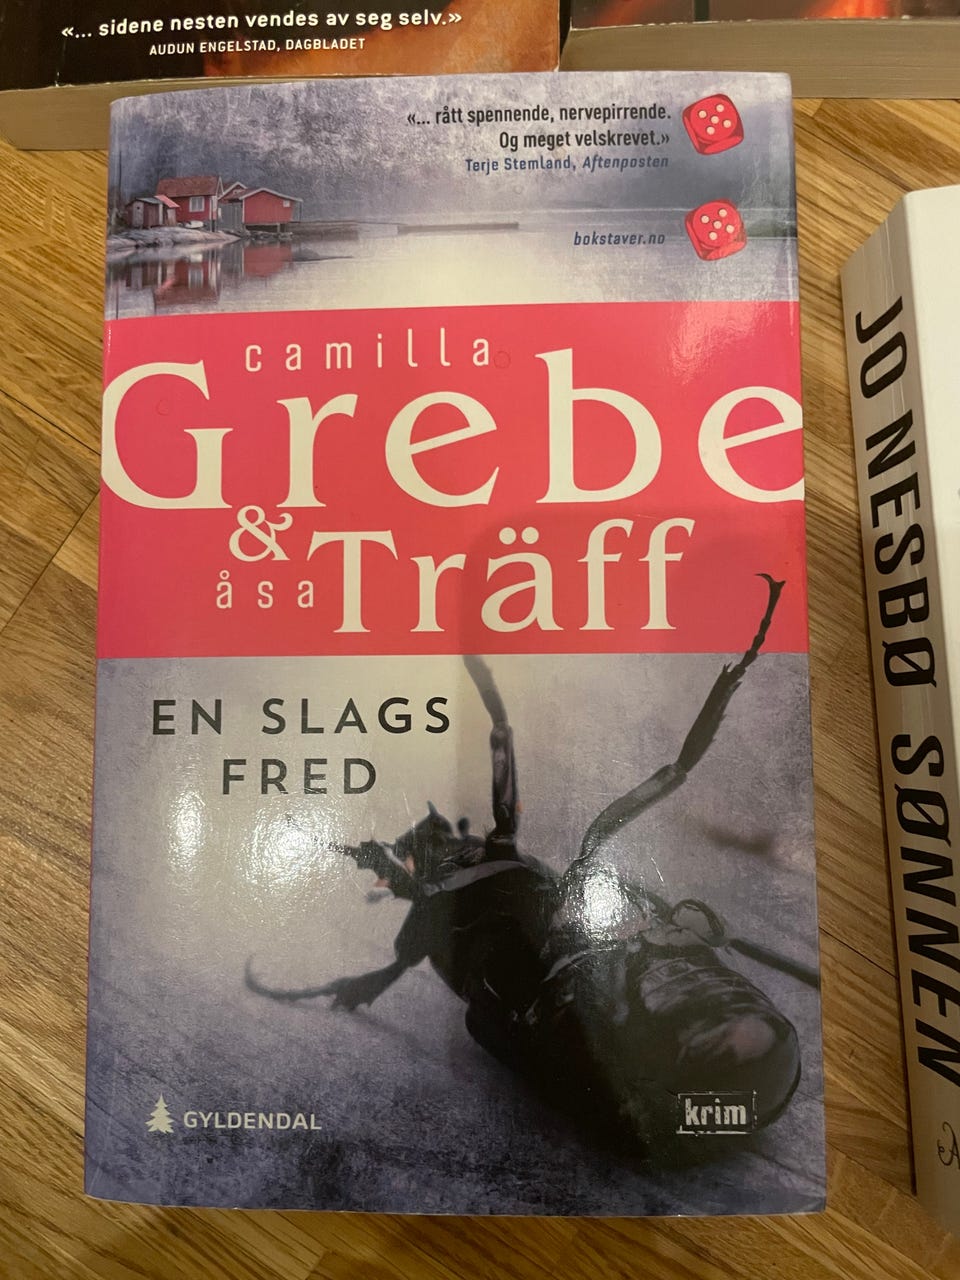 «... sidene nesten vendes av seg selv.»
AUDUN ENGELSTAD, DAGBLADET
«... rått spennende, nervepirrende.
Og meget velskrevet.»
Terje Stemland, Aftenposten
bokstaver.no
camilla
Grebe
& åsa Träff
EN SLAGS
FRED
GYLDENDAL
krim
JO NESBØ SØNNEN